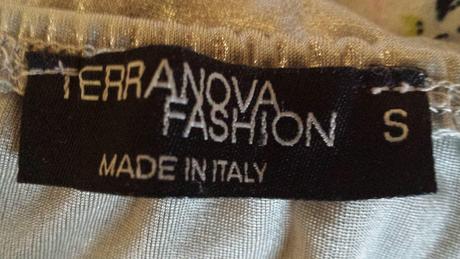 TERRANOVA
FASHION
S
MADE IN ITALY